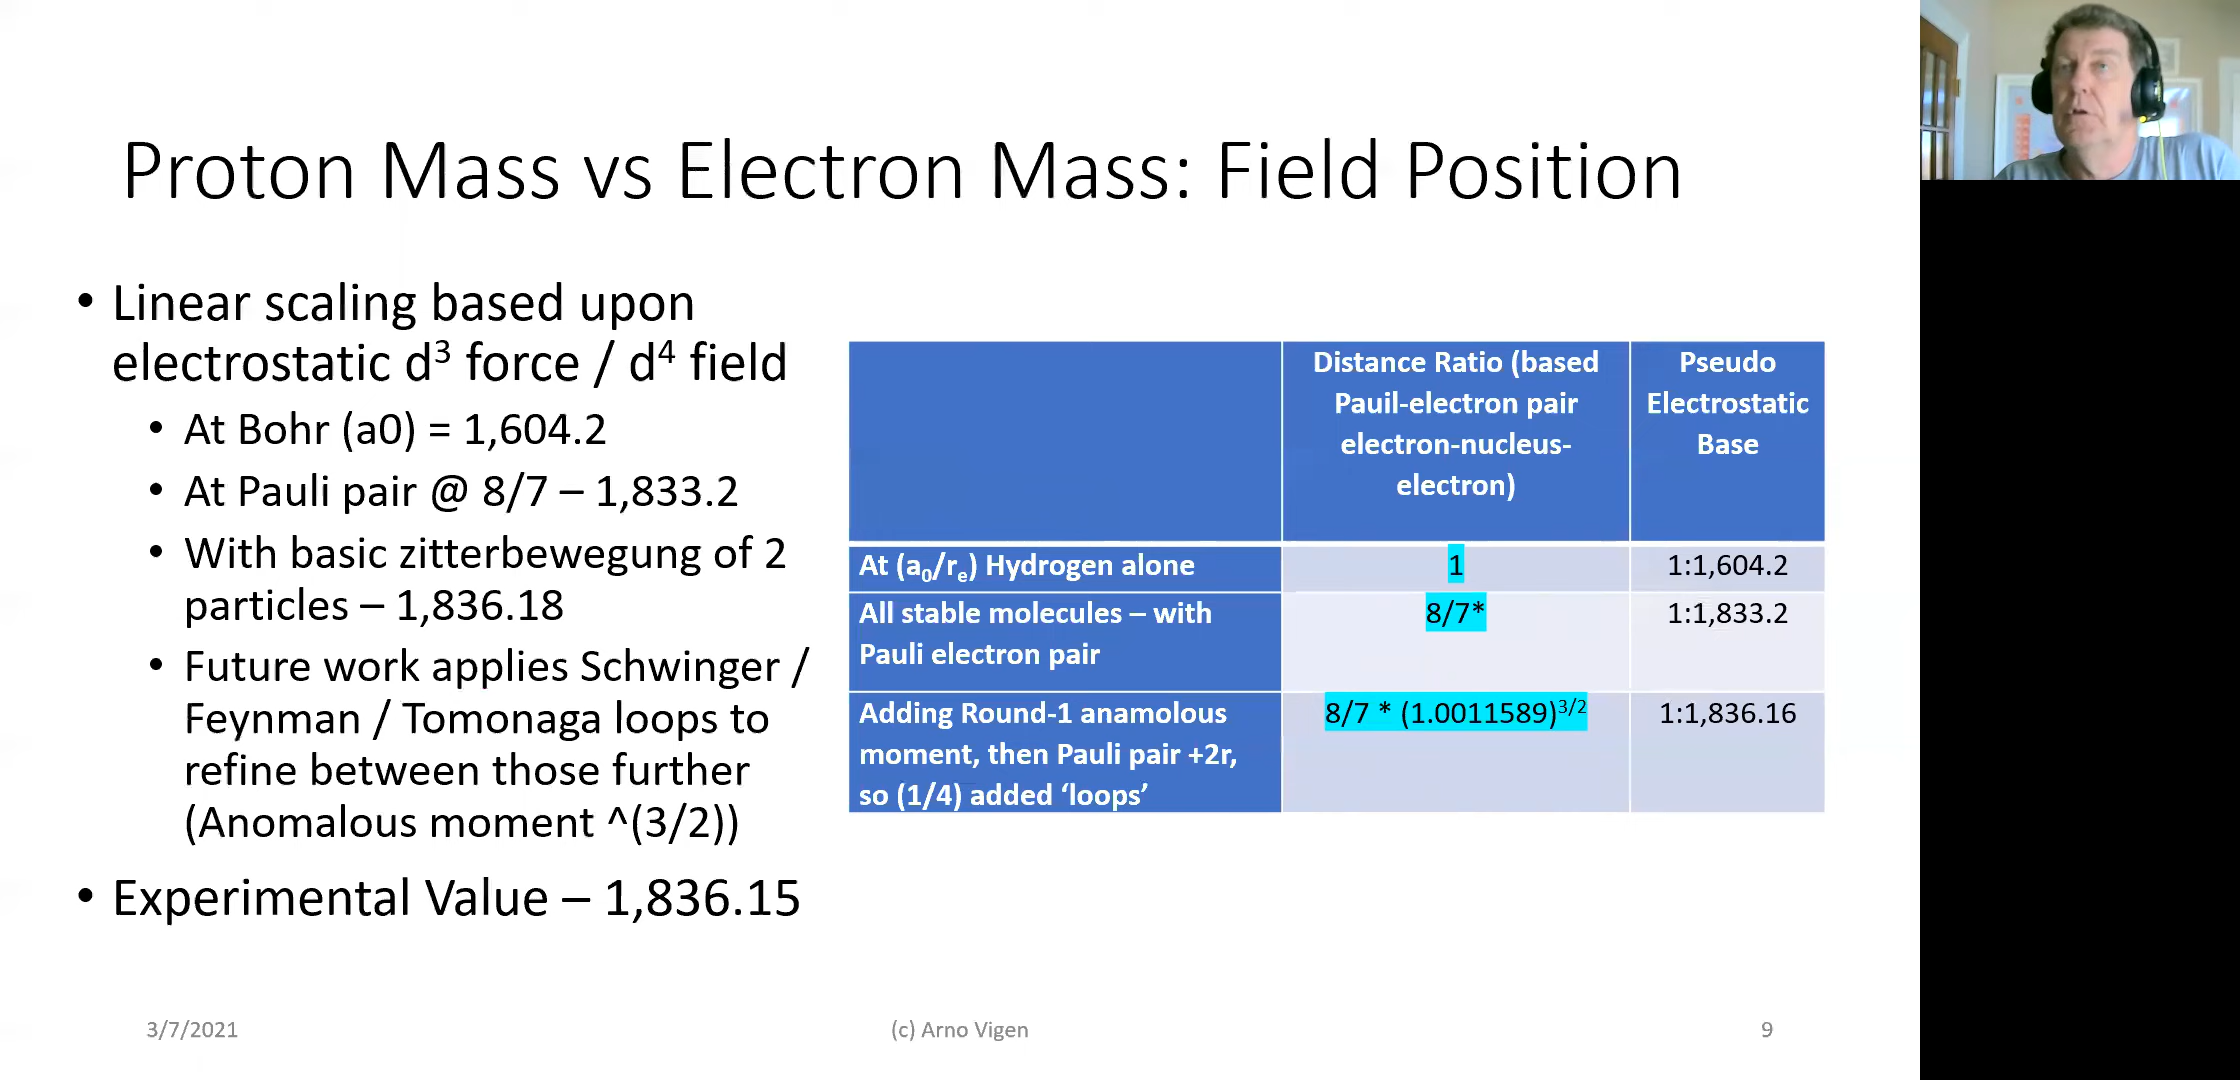 Proton Mass vs Electron Mass: Field Position
• Linear scaling based upon
electrostatic d³ force / d⁴ field
• At Bohr (a0) = 1,604.2
• At Pauli pair @ 8/7 – 1,833.2
• With basic zitterbewegung of 2
particles – 1,836.18
• Future work applies Schwinger /
Feynman / Tomonaga loops to
refine between those further
(Anomalous moment ^(3/2))
• Experimental Value – 1,836.15
Distance Ratio (based
Pauil-electron pair
electron-nucleus-
electron)
Pseudo
Electrostatic
Base
At (a₀/rₑ) Hydrogen alone
1
1:1,604.2
All stable molecules – with
Pauli electron pair
8/7*
1:1,833.2
Adding Round-1 anamolous
moment, then Pauli pair +2r,
so (1/4) added ‘loops’
8/7 * (1.0011589)³ᐟ²
1:1,836.16
3/7/2021
(c) Arno Vigen
9